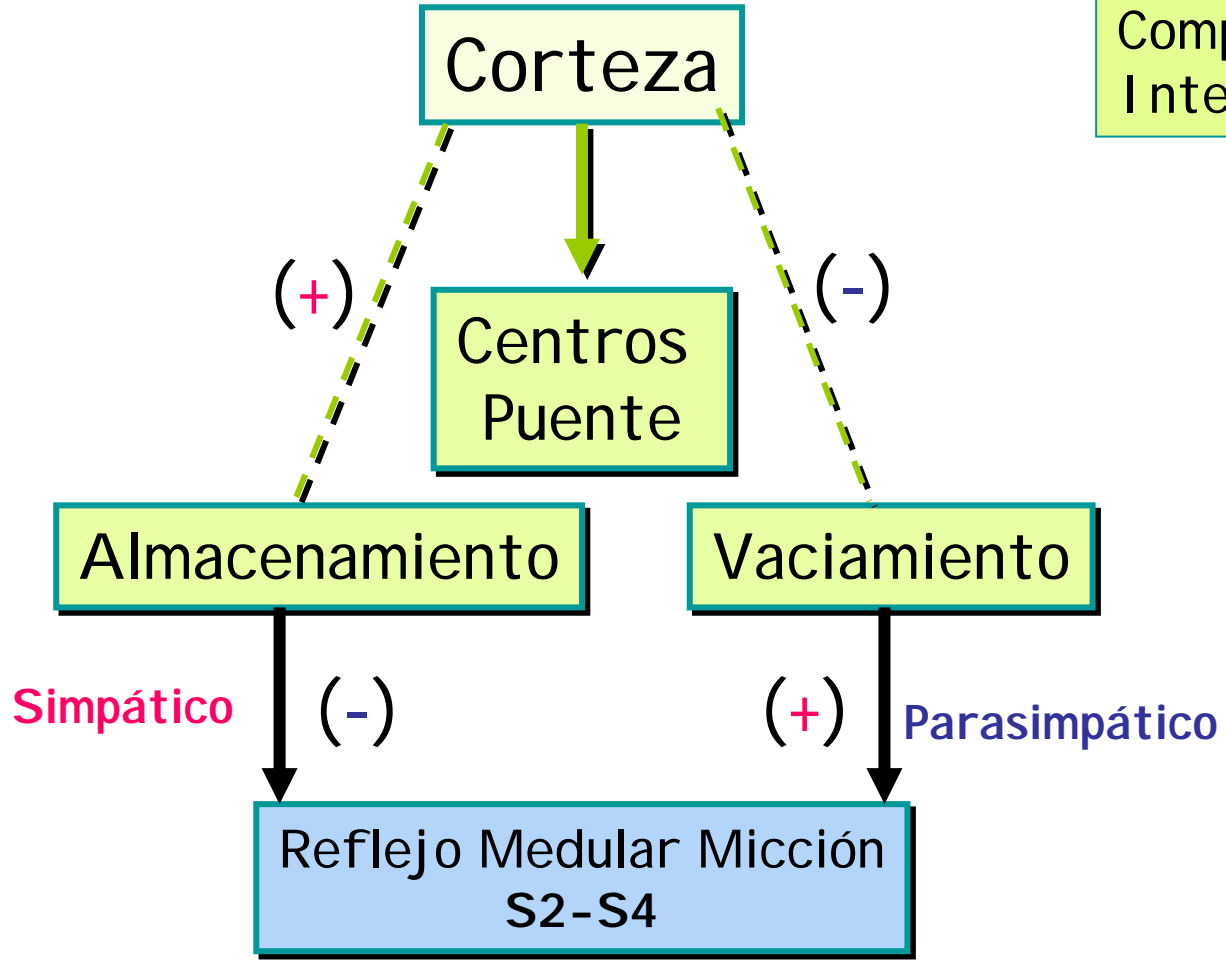 Corteza
(+)
(-)
Centros
Puente
Almacenamiento
Vaciamiento
Simpático
(-)
(+)
Parasimpático
Reflejo Medular Micción
S2-S4